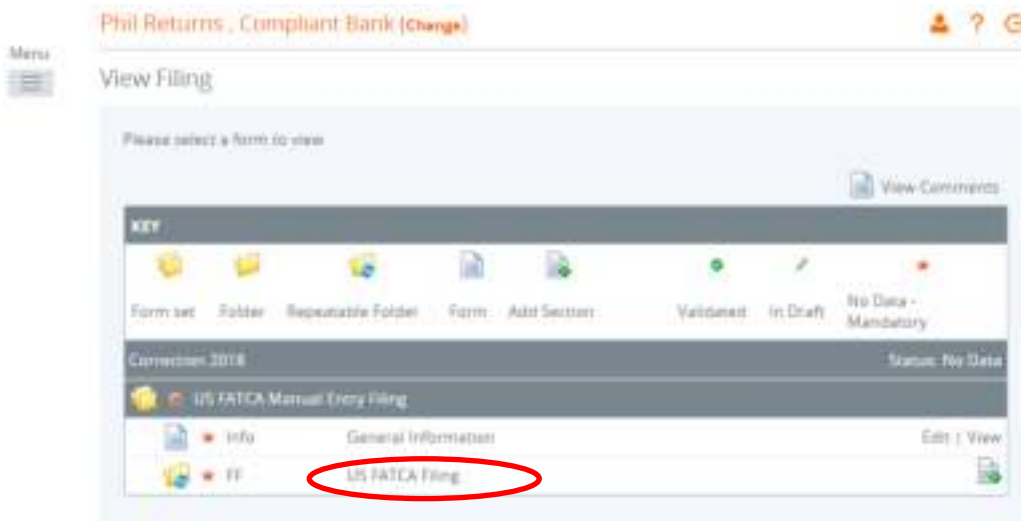 Phil Returns , Compliant Bank (Change)
?
Menu
View Filing
Please select a form to view
View Comments
KEY
Form set Folder Repeatable Folder Form Add Section Validated In Draft No Data -
Mandatory
Correction 2018 Status: No Data
US FATCA Manual Entry Filing
Info General Information Edit | View
FF US FATCA Filing